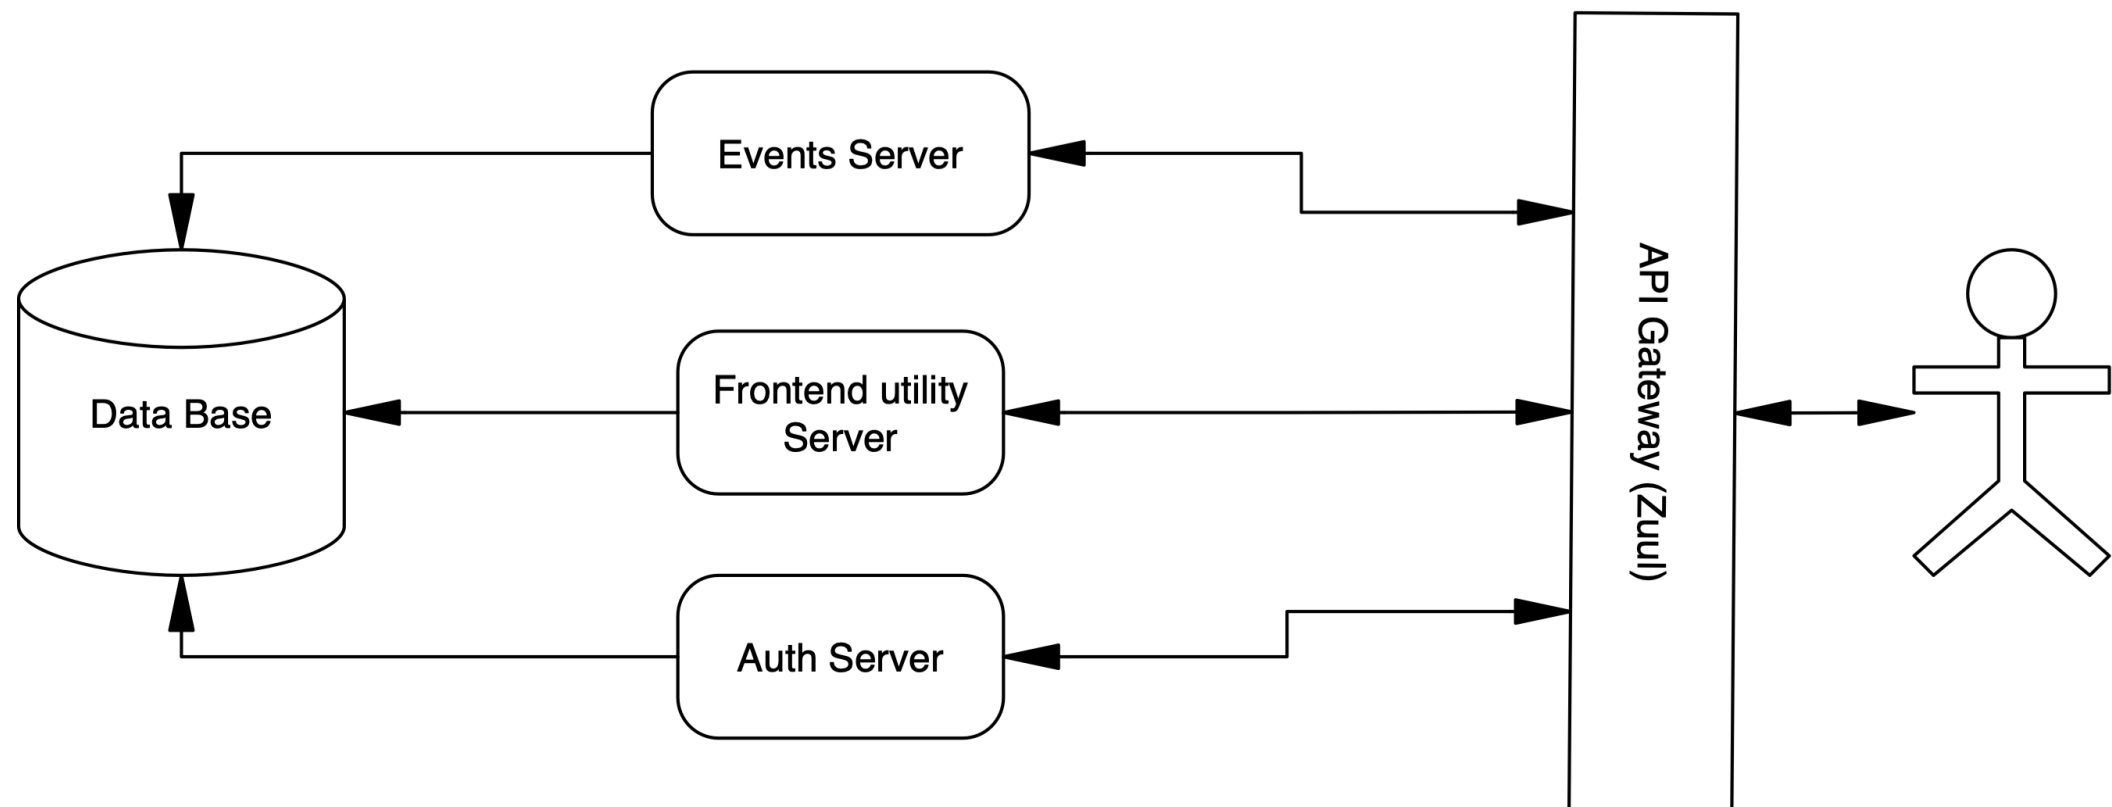 Events Server
Data Base
Frontend utility
Server
Auth Server
API Gateway (Zuul)